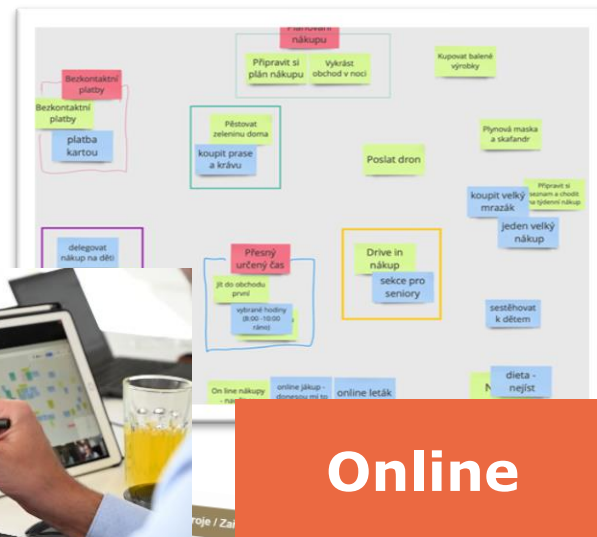 Plánování
nákupu
Připravit si
plán nákupu
Vykrást
obchod v noci
Kupovat balené
výrobky
Bezkontaktní
platby
Bezkontaktní
platby
platba
kartou
Pěstovat
zeleninu doma
koupit prase
a krávu
Poslat dron
Plynová maska
a skafandr
Připravit si
seznam a chodit
na týdenní nákup
koupit velký
mrazák
jeden velký
nákup
delegovat
nákup na děti
Přesný
určený čas
Jít do obchodu
první
vybrané hodiny
(8:00 -10:00
ráno)
Drive in
nákup
sekce pro
seniory
sestěhovat
k dětem
On line nákupy
online jákup -
donesou mi to
online leták
dieta -
nejíst
Online
roje / Zař